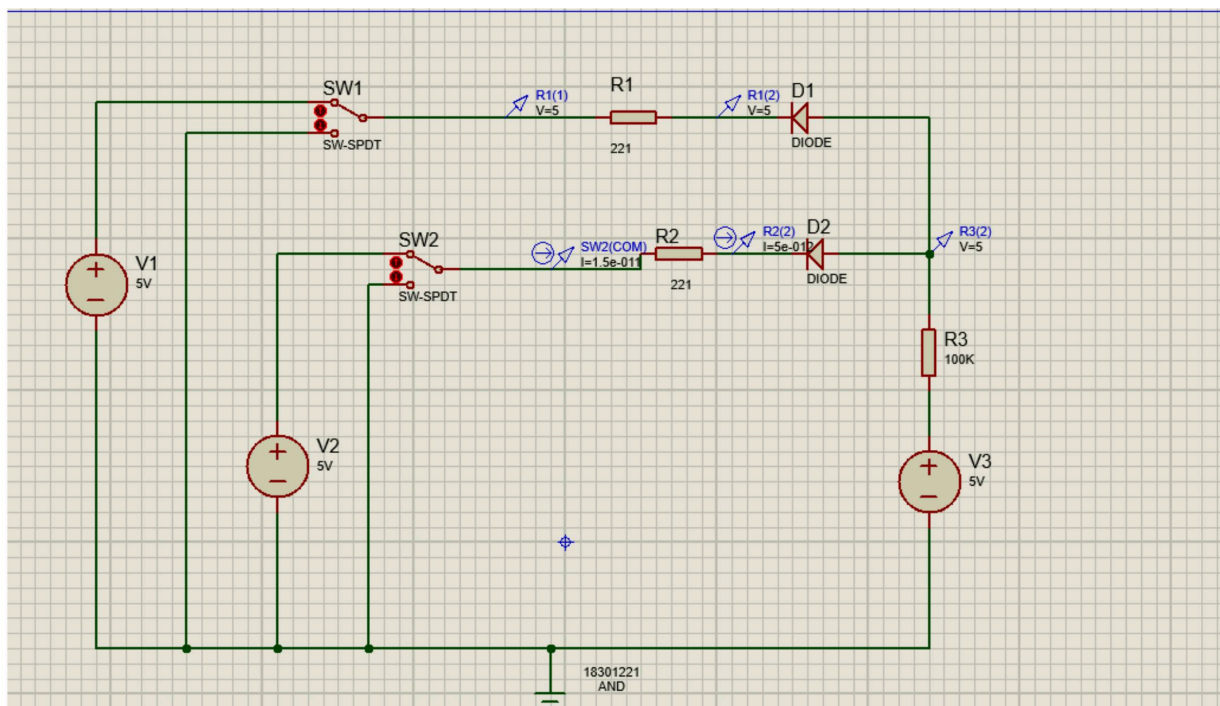 SW1
SW-SPDT
R1(1)
V=5
R1
221
R1(2)
V=5
D1
DIODE
SW2
SW-SPDT
SW2(COM)
I=1.5e-011
R2
221
R2(2)
I=5e-012
D2
DIODE
R3(2)
V=5
V1
5V
R3
100K
V2
5V
V3
5V
18301221
AND